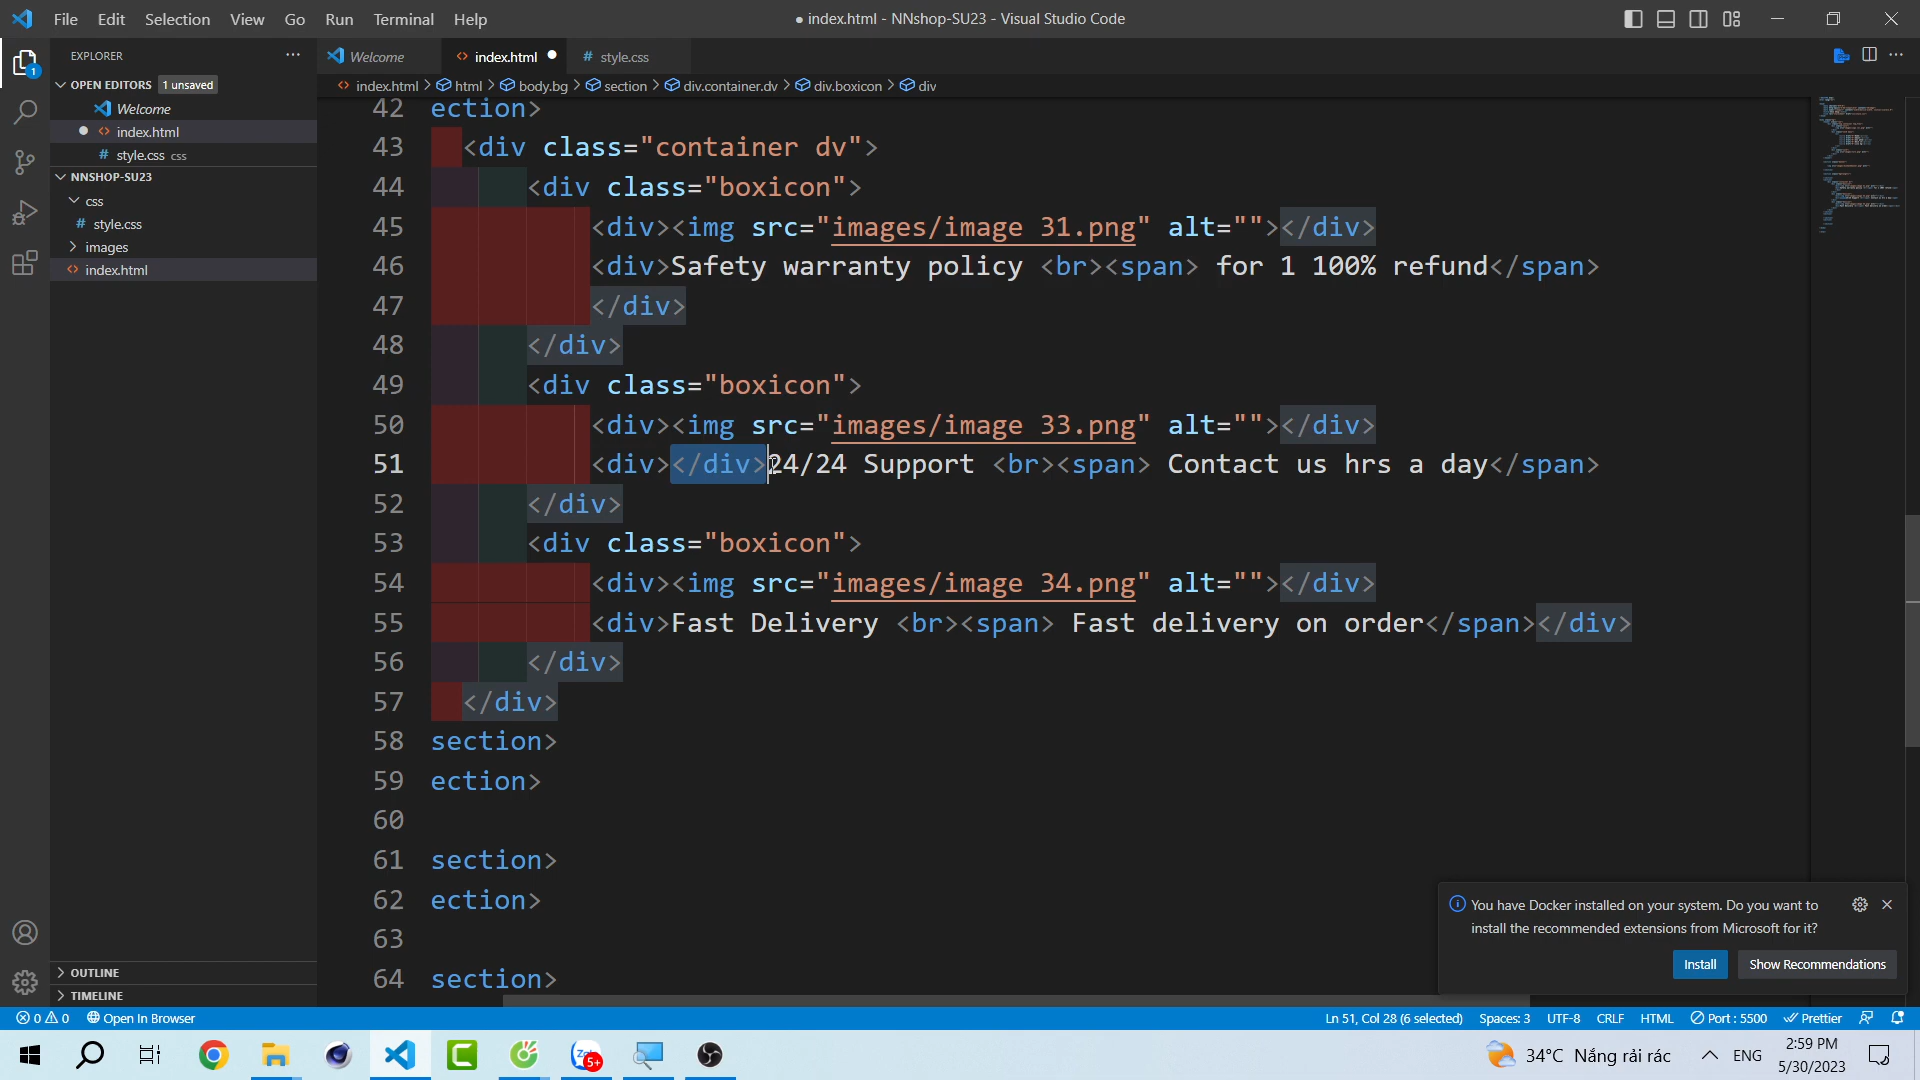 File Edit Selection View Go Run Terminal Help
● index.html - NNshop-SU23 - Visual Studio Code
EXPLORER
Welcome
index.html
# style.css
OPEN EDITORS 1 unsaved
index.html > html > body.bg > section > div.container.dv > div.boxicon > div
Welcome
index.html
# style.css css
NNSHOP-SU23
css
# style.css
images
index.html
42 ection>
43 <div class="container dv">
44 <div class="boxicon">
45 <div><img src="images/image 31.png" alt=""></div>
46 <div>Safety warranty policy <br><span> for 1 100% refund</span>
47 </div>
48 </div>
49 <div class="boxicon">
50 <div><img src="images/image 33.png" alt=""></div>
51 <div></div>24/24 Support <br><span> Contact us hrs a day</span>
52 </div>
53 <div class="boxicon">
54 <div><img src="images/image 34.png" alt=""></div>
55 <div>Fast Delivery <br><span> Fast delivery on order</span></div>
56 </div>
57 </div>
58 section>
59 ection>
60
61 section>
62 ection>
63
64 section>
You have Docker installed on your system. Do you want to
install the recommended extensions from Microsoft for it?
Install Show Recommendations
OUTLINE
TIMELINE
0 0 Open In Browser
Ln 51, Col 28 (6 selected) Spaces: 3 UTF-8 CRLF HTML Port : 5500 Prettier
34°C Nắng rải rác ENG
2:59 PM
5/30/2023
5+
1